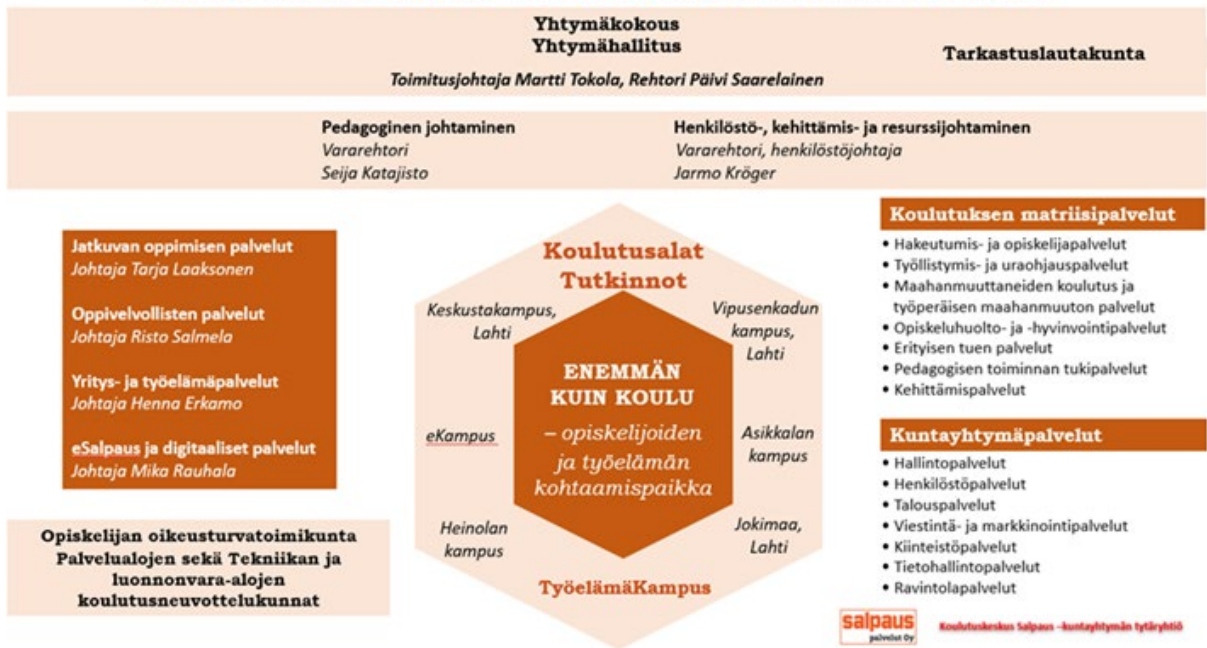 Yhtymäkokous
Yhtymähallitus
Tarkastuslautakunta
Toimitusjohtaja Martti Tokola, Rehtori Päivi Saarelainen
Pedagoginen johtaminen
Vararehtori
Seija Katajisto
Henkilöstö-, kehittämis- ja resurssijohtaminen
Vararehtori, henkilöstöjohtaja
Jarmo Kröger
Jatkuvan oppimisen palvelut
Johtaja Tarja Laaksonen
Oppivelvollisten palvelut
Johtaja Risto Salmela
Yritys- ja työelämäpalvelut
Johtaja Henna Erkamo
eSalpaus ja digitaaliset palvelut
Johtaja Mika Rauhala
Opiskelijan oikeusturvatoimikunta
Palvelualojen sekä Tekniikan ja
luonnonvara-alojen
koulutusneuvottelukunnat
Koulutusalat
Tutkinnot
Keskustakampus,
Lahti
Vipusenkadun
kampus,
Lahti
ENEMMÄN
KUIN KOULU
– opiskelijoiden
ja työelämän
kohtaamispaikka
eKampus
Asikkalan
kampus
Heinolan
kampus
Jokimaa,
Lahti
TyöelämäKampus
Koulutuksen matriisipalvelut
• Hakeutumis- ja opiskelijapalvelut
• Työllistymis- ja uraohjauspalvelut
• Maahanmuuttaneiden koulutus ja
työperäisen maahanmuuton palvelut
• Opiskeluhuolto- ja -hyvinvointipalvelut
• Erityisen tuen palvelut
• Pedagogisen toiminnan tukipalvelut
• Kehittämispalvelut
Kuntayhtymäpalvelut
• Hallintopalvelut
• Henkilöstöpalvelut
• Talouspalvelut
• Viestintä- ja markkinointipalvelut
• Kiinteistöpalvelut
• Tietohallintopalvelut
• Ravintolapalvelut
salpaus
palvelut Oy
Koulutuskeskus Salpaus –kuntayhtymän tytäryhtiö